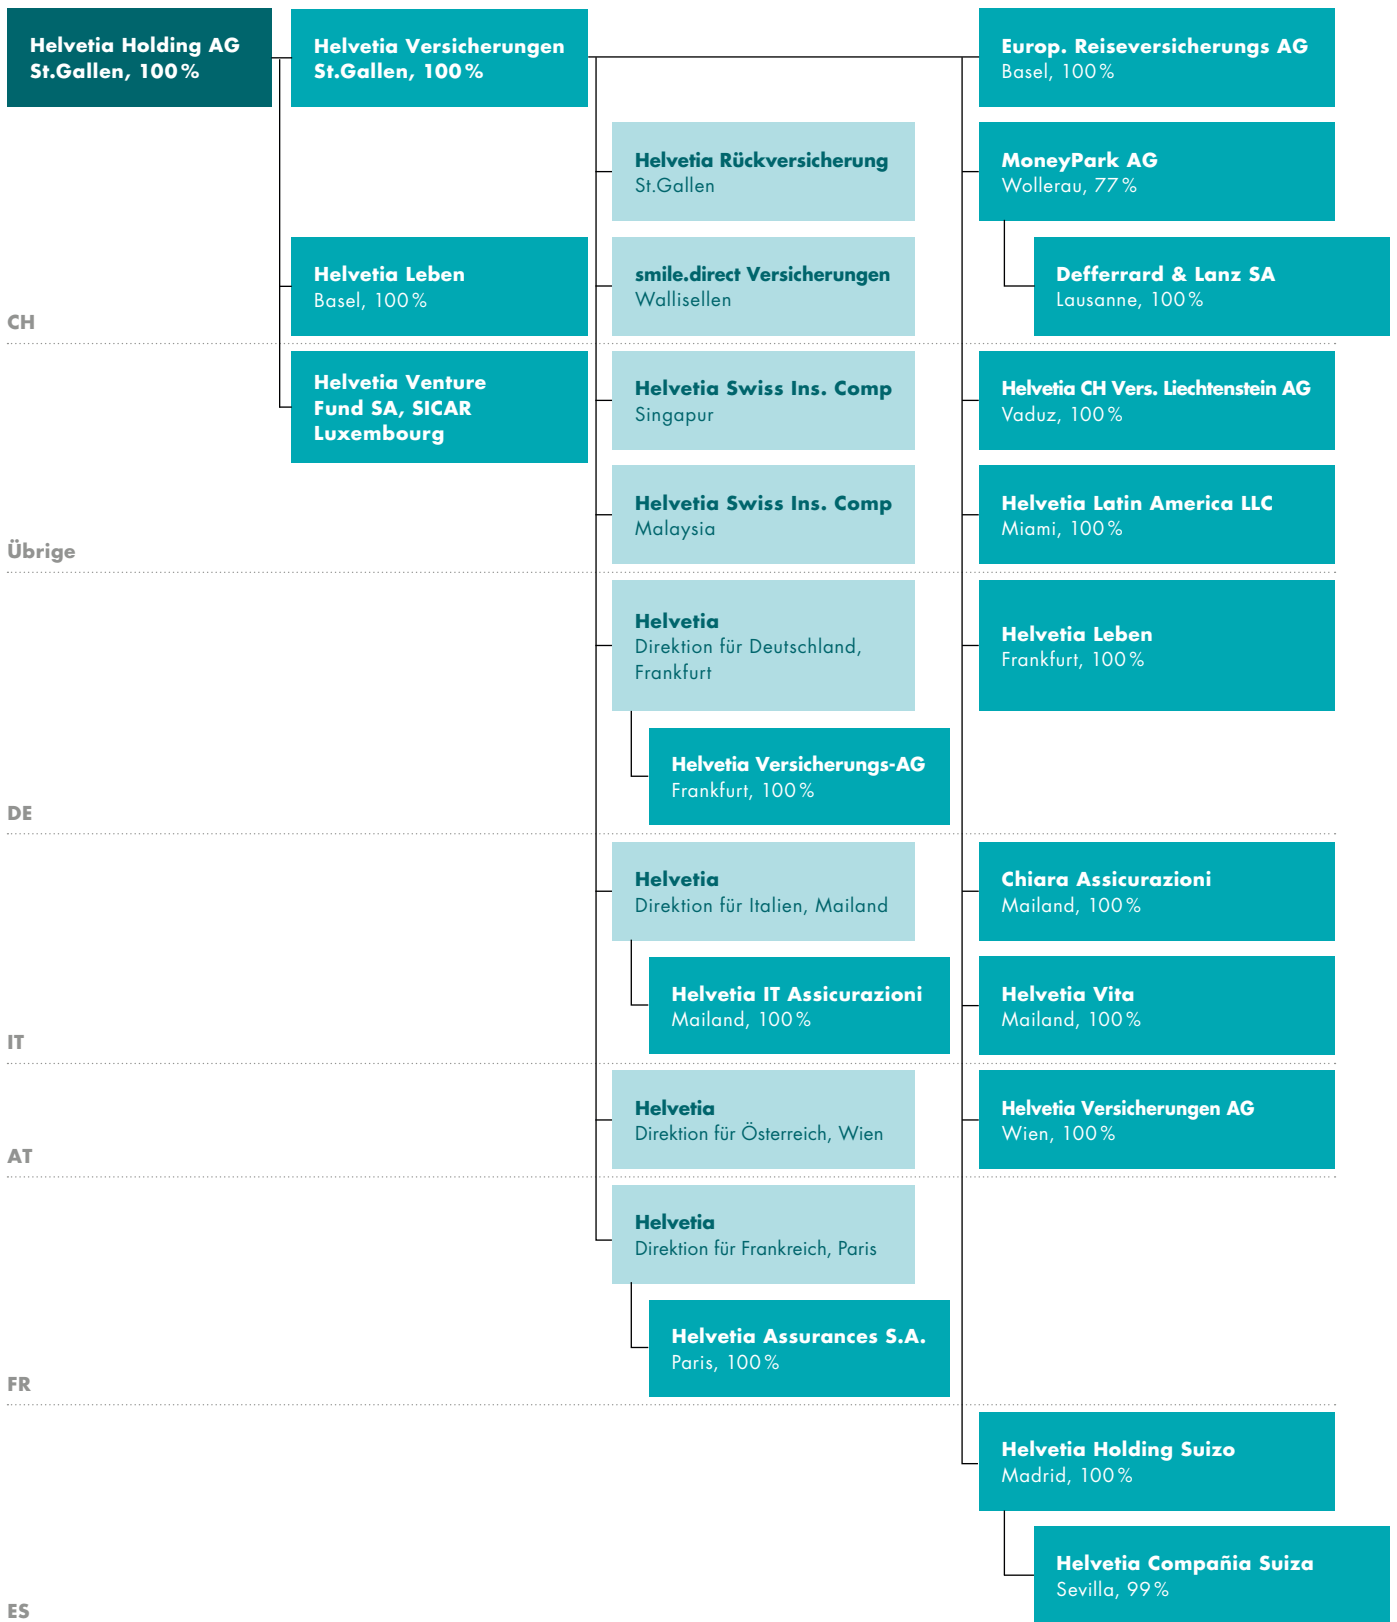 Helvetia Holding AG
St.Gallen, 100%
Helvetia Versicherungen
St.Gallen, 100%
Europ. Reiseversicherungs AG
Basel, 100%
Helvetia Rückversicherung
St.Gallen
MoneyPark AG
Wollerau, 77%
Helvetia Leben
Basel, 100%
smile.direct Versicherungen
Wallisellen
Defferrard & Lanz SA
Lausanne, 100%
CH
Helvetia Venture
Fund SA, SICAR
Luxembourg
Helvetia Swiss Ins. Comp
Singapur
Helvetia CH Vers. Liechtenstein AG
Vaduz, 100%
Helvetia Swiss Ins. Comp
Malaysia
Helvetia Latin America LLC
Miami, 100%
Übrige
Helvetia
Direktion für Deutschland,
Frankfurt
Helvetia Leben
Frankfurt, 100%
Helvetia Versicherungs-AG
Frankfurt, 100%
DE
Helvetia
Direktion für Italien, Mailand
Chiara Assicurazioni
Mailand, 100%
Helvetia IT Assicurazioni
Mailand, 100%
Helvetia Vita
Mailand, 100%
IT
Helvetia
Direktion für Österreich, Wien
Helvetia Versicherungen AG
Wien, 100%
AT
Helvetia
Direktion für Frankreich, Paris
Helvetia Assurances S.A.
Paris, 100%
FR
Helvetia Holding Suizo
Madrid, 100%
Helvetia Compañia Suiza
Sevilla, 99%
ES